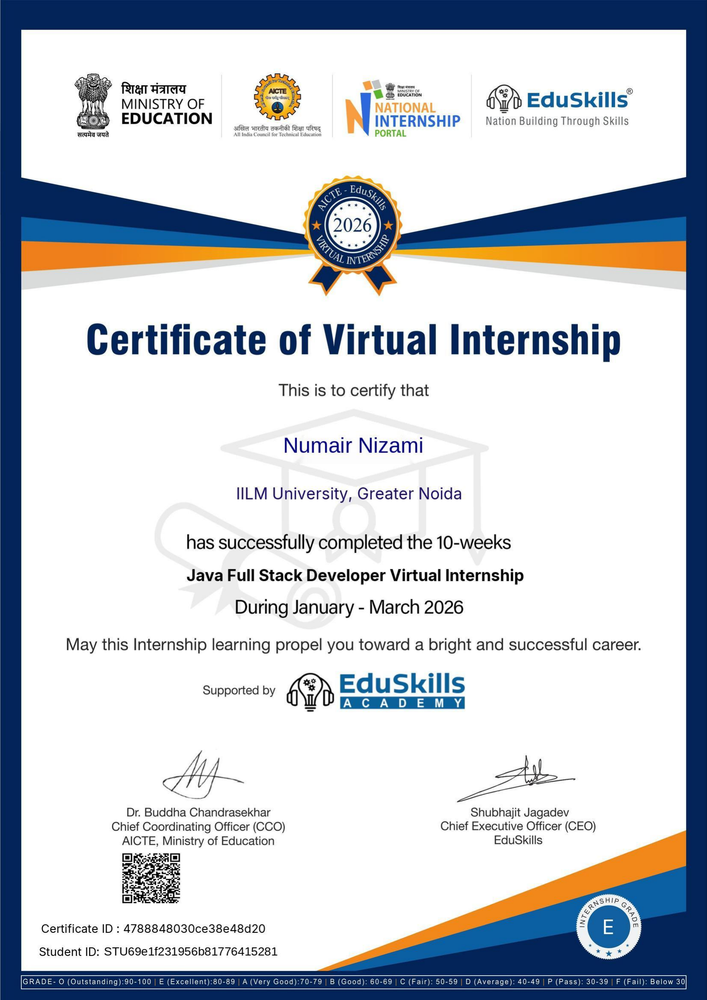 शिक्षा मंत्रालय
MINISTRY OF
EDUCATION
सत्यमेव जयते
All India Council for Technical Education
AICTE
अखिल भारतीय तकनीकी शिक्षा परिषद्
All India Council for Technical Education
शिक्षा मंत्रालय
MINISTRY OF
EDUCATION
NATIONAL
INTERNSHIP
PORTAL
EduSkills®
Nation Building Through Skills
AICTE - EduSkills
2026
VIRTUAL INTERNSHIP
Certificate of Virtual Internship
This is to certify that
Numair Nizami
IILM University, Greater Noida
has successfully completed the 10-weeks
Java Full Stack Developer Virtual Internship
During January - March 2026
May this Internship learning propel you toward a bright and successful career.
Supported by
EduSkills
ACADEMY
Dr. Buddha Chandrasekhar
Chief Coordinating Officer (CCO)
AICTE, Ministry of Education
Shubhajit Jagadev
Chief Executive Officer (CEO)
EduSkills
Certificate ID : 4788848030ce38e48d20
Student ID: STU69e1f231956b81776415281
INTERNSHIP GRADE
E
GRADE- O (Outstanding):90-100 | E (Excellent):80-89 | A (Very Good):70-79 | B (Good): 60-69 | C (Fair): 50-59 | D (Average): 40-49 | P (Pass): 30-39 | F (Fail): Below 30